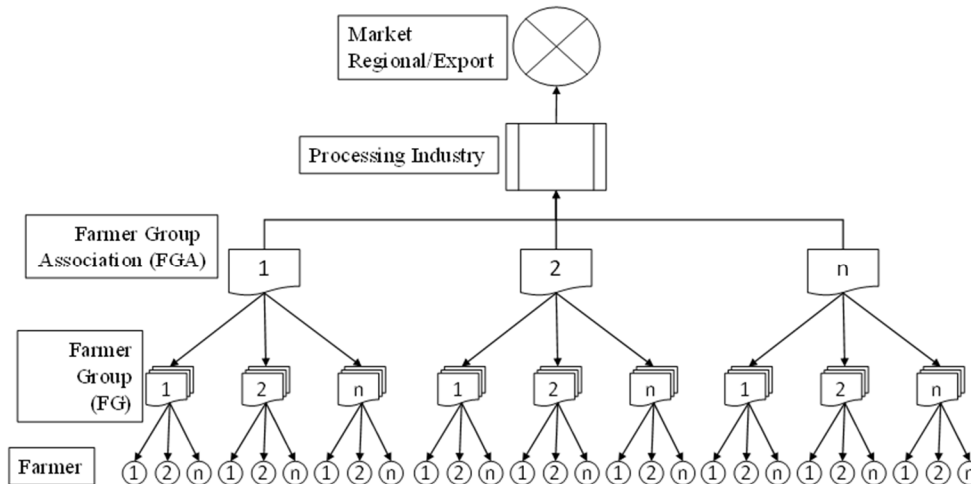 Market
Regional/Export
Processing Industry
Farmer Group
Association (FGA)
1 2 n
Farmer
Group
(FG)
1 2 n 1 2 n 1 2 n
Farmer
1 2 n 1 2 n 1 2 n 1 2 n 1 2 n 1 2 n 1 2 n 1 2 n 1 2 n